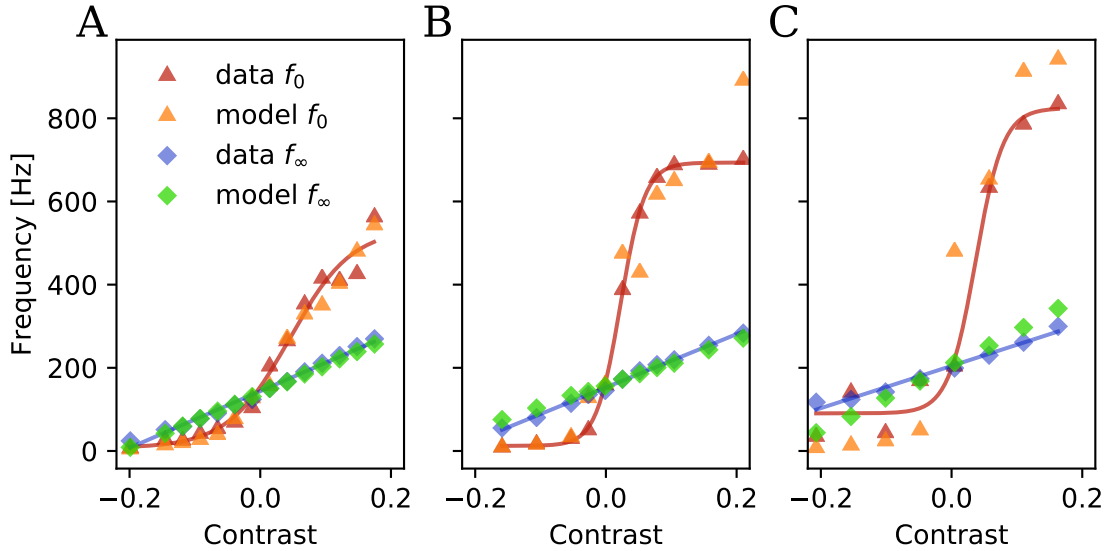 A B C
data f₀
model f₀
data f∞
model f∞
Frequency [Hz]
800
600
400
200
0
−0.2 0.0 0.2
−0.2 0.0 0.2
−0.2 0.0 0.2
Contrast
Contrast
Contrast